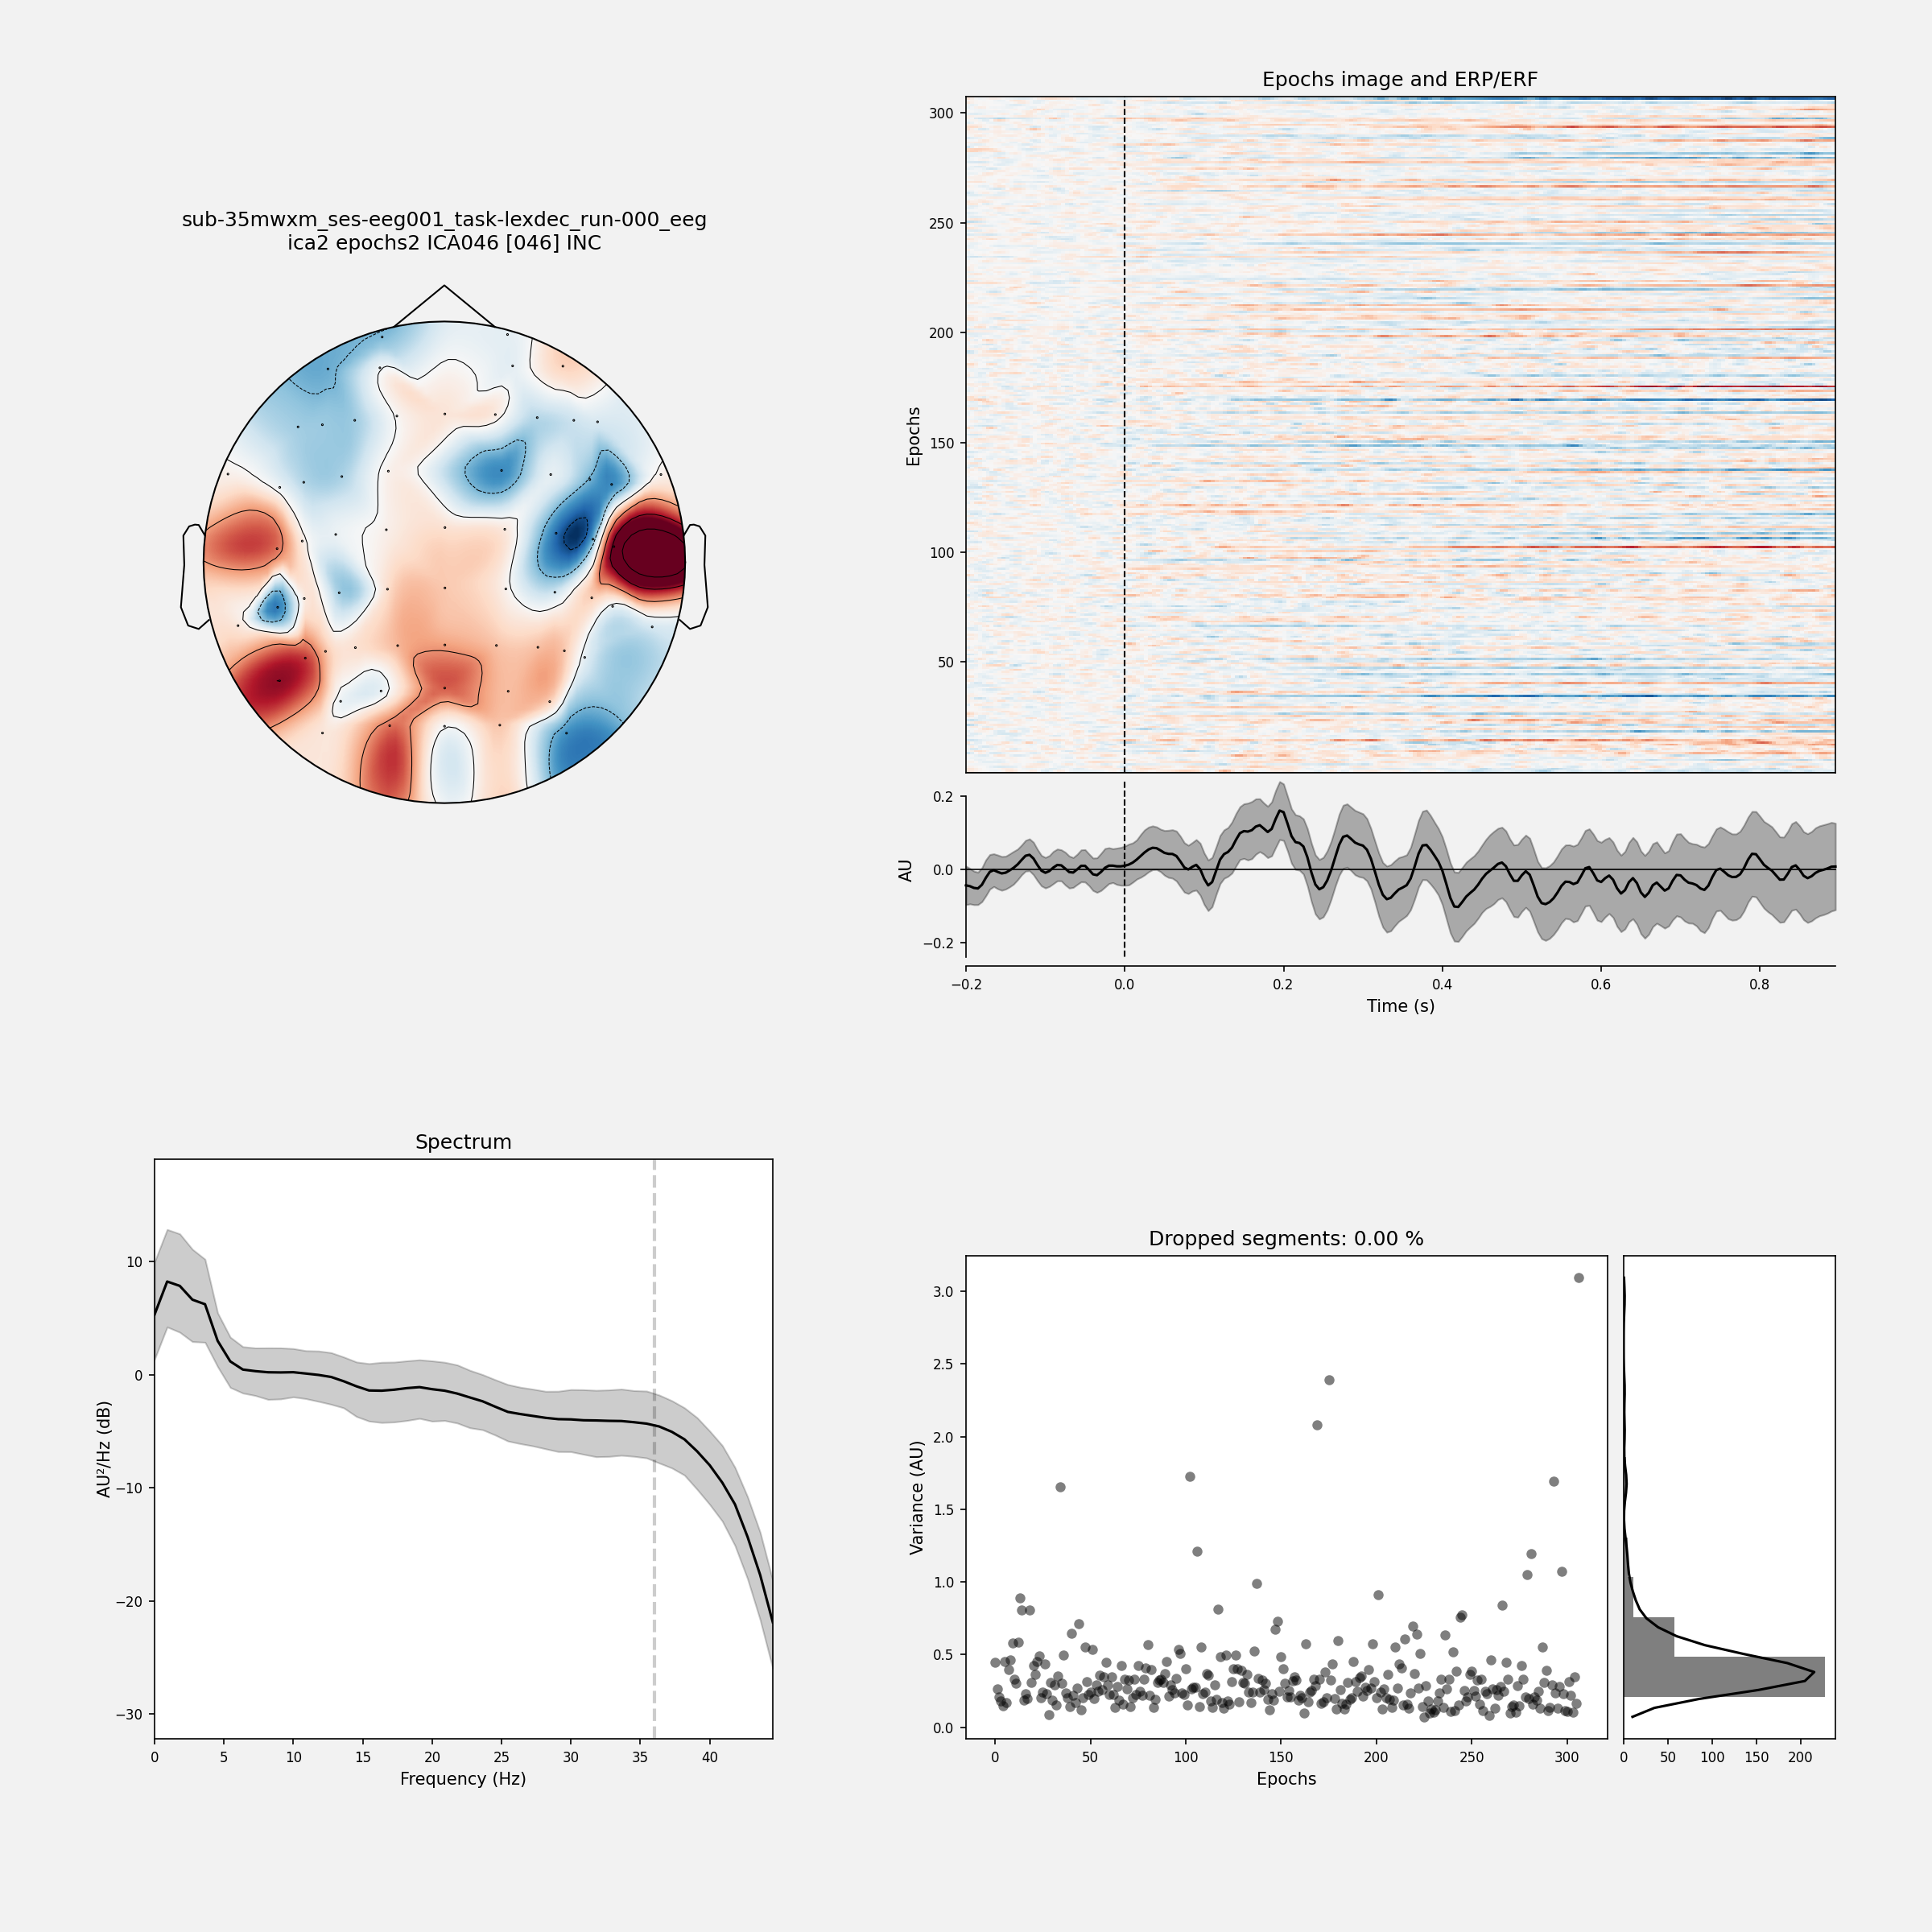 sub-35mwxm_ses-eeg001_task-lexdec_run-000_eeg
ica2 epochs2 ICA046 [046] INC
Epochs image and ERP/ERF
Epochs
300
250
200
150
100
50
AU
0.2
0.0
−0.2
−0.2 0.0 0.2 0.4 0.6 0.8
Time (s)
Spectrum
AU²/Hz (dB)
10
0
−10
−20
−30
0 5 10 15 20 25 30 35 40
Frequency (Hz)
Dropped segments: 0.00 %
Variance (AU)
3.0
2.5
2.0
1.5
1.0
0.5
0.0
0 50 100 150 200 250 300
Epochs
0 50 100 150 200